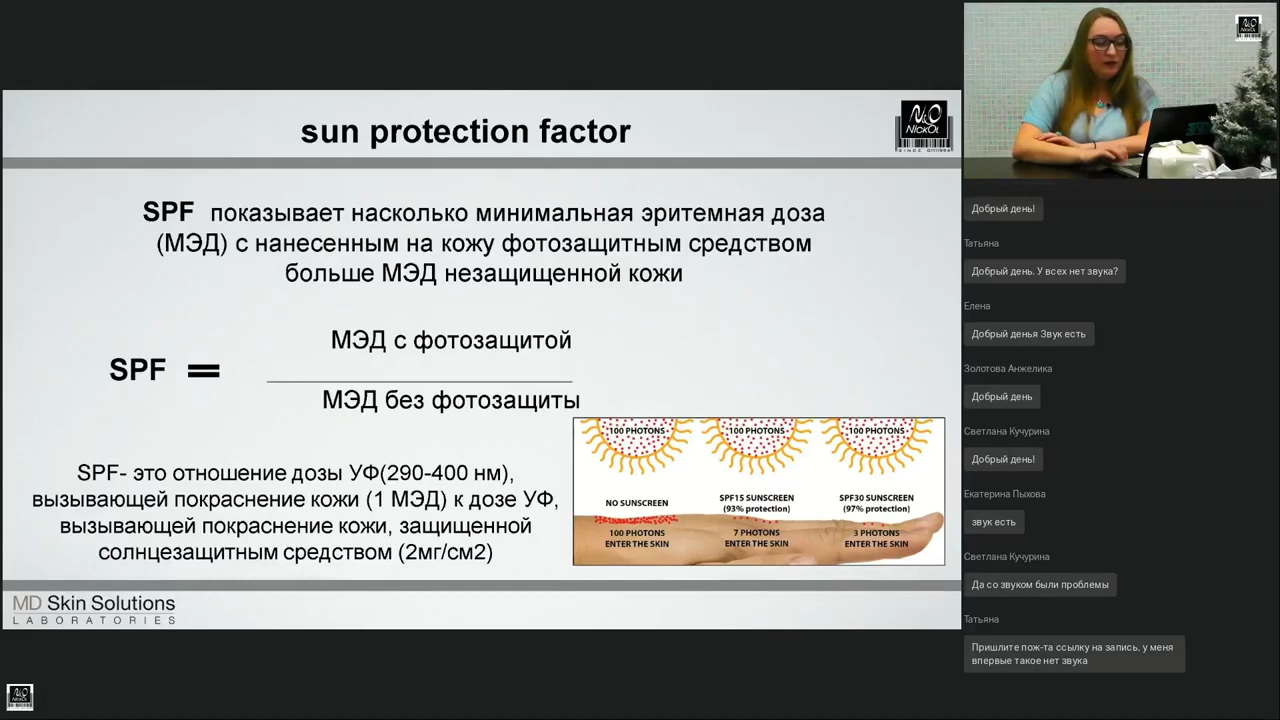 sun protection factor
N&O
NICKOL
SINCE 01111994
SPF показывает насколько минимальная эритемная доза
(МЭД) с нанесенным на кожу фотозащитным средством
больше МЭД незащищенной кожи
МЭД с фотозащитой
SPF =
МЭД без фотозащиты
SPF- это отношение дозы УФ(290-400 нм),
вызывающей покраснение кожи (1 МЭД) к дозе УФ,
вызывающей покраснение кожи, защищенной
солнцезащитным средством (2мг/см2)
100 PHOTONS
100 PHOTONS
100 PHOTONS
NO SUNSCREEN
SPF15 SUNSCREEN
(93% protection)
SPF30 SUNSCREEN
(97% protection)
100 PHOTONS
ENTER THE SKIN
7 PHOTONS
ENTER THE SKIN
3 PHOTONS
ENTER THE SKIN
MD Skin Solutions
LABORATORIES
Добрый день!
Татьяна
Добрый день. У всех нет звука?
Елена
Добрый денья Звук есть
Золотова Анжелика
Добрый день
Светлана Кучурина
Добрый день!
Екатерина Пыхова
звук есть
Светлана Кучурина
Да со звуком были проблемы
Татьяна
Пришлите пож-та ссылку на запись, у меня
впервые такое нет звука